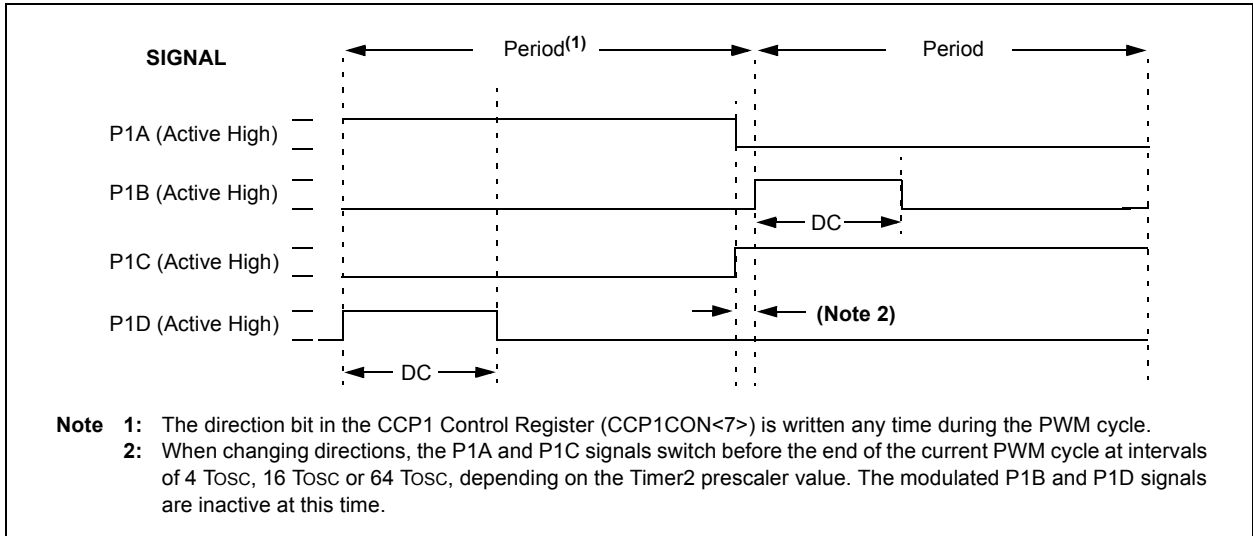 SIGNAL
Period(1)
Period
P1A (Active High)
P1B (Active High)
DC
P1C (Active High)
P1D (Active High)
(Note 2)
DC
Note 1: The direction bit in the CCP1 Control Register (CCP1CON<7>) is written any time during the PWM cycle.
2: When changing directions, the P1A and P1C signals switch before the end of the current PWM cycle at intervals
of 4 TOSC, 16 TOSC or 64 TOSC, depending on the Timer2 prescaler value. The modulated P1B and P1D signals
are inactive at this time.